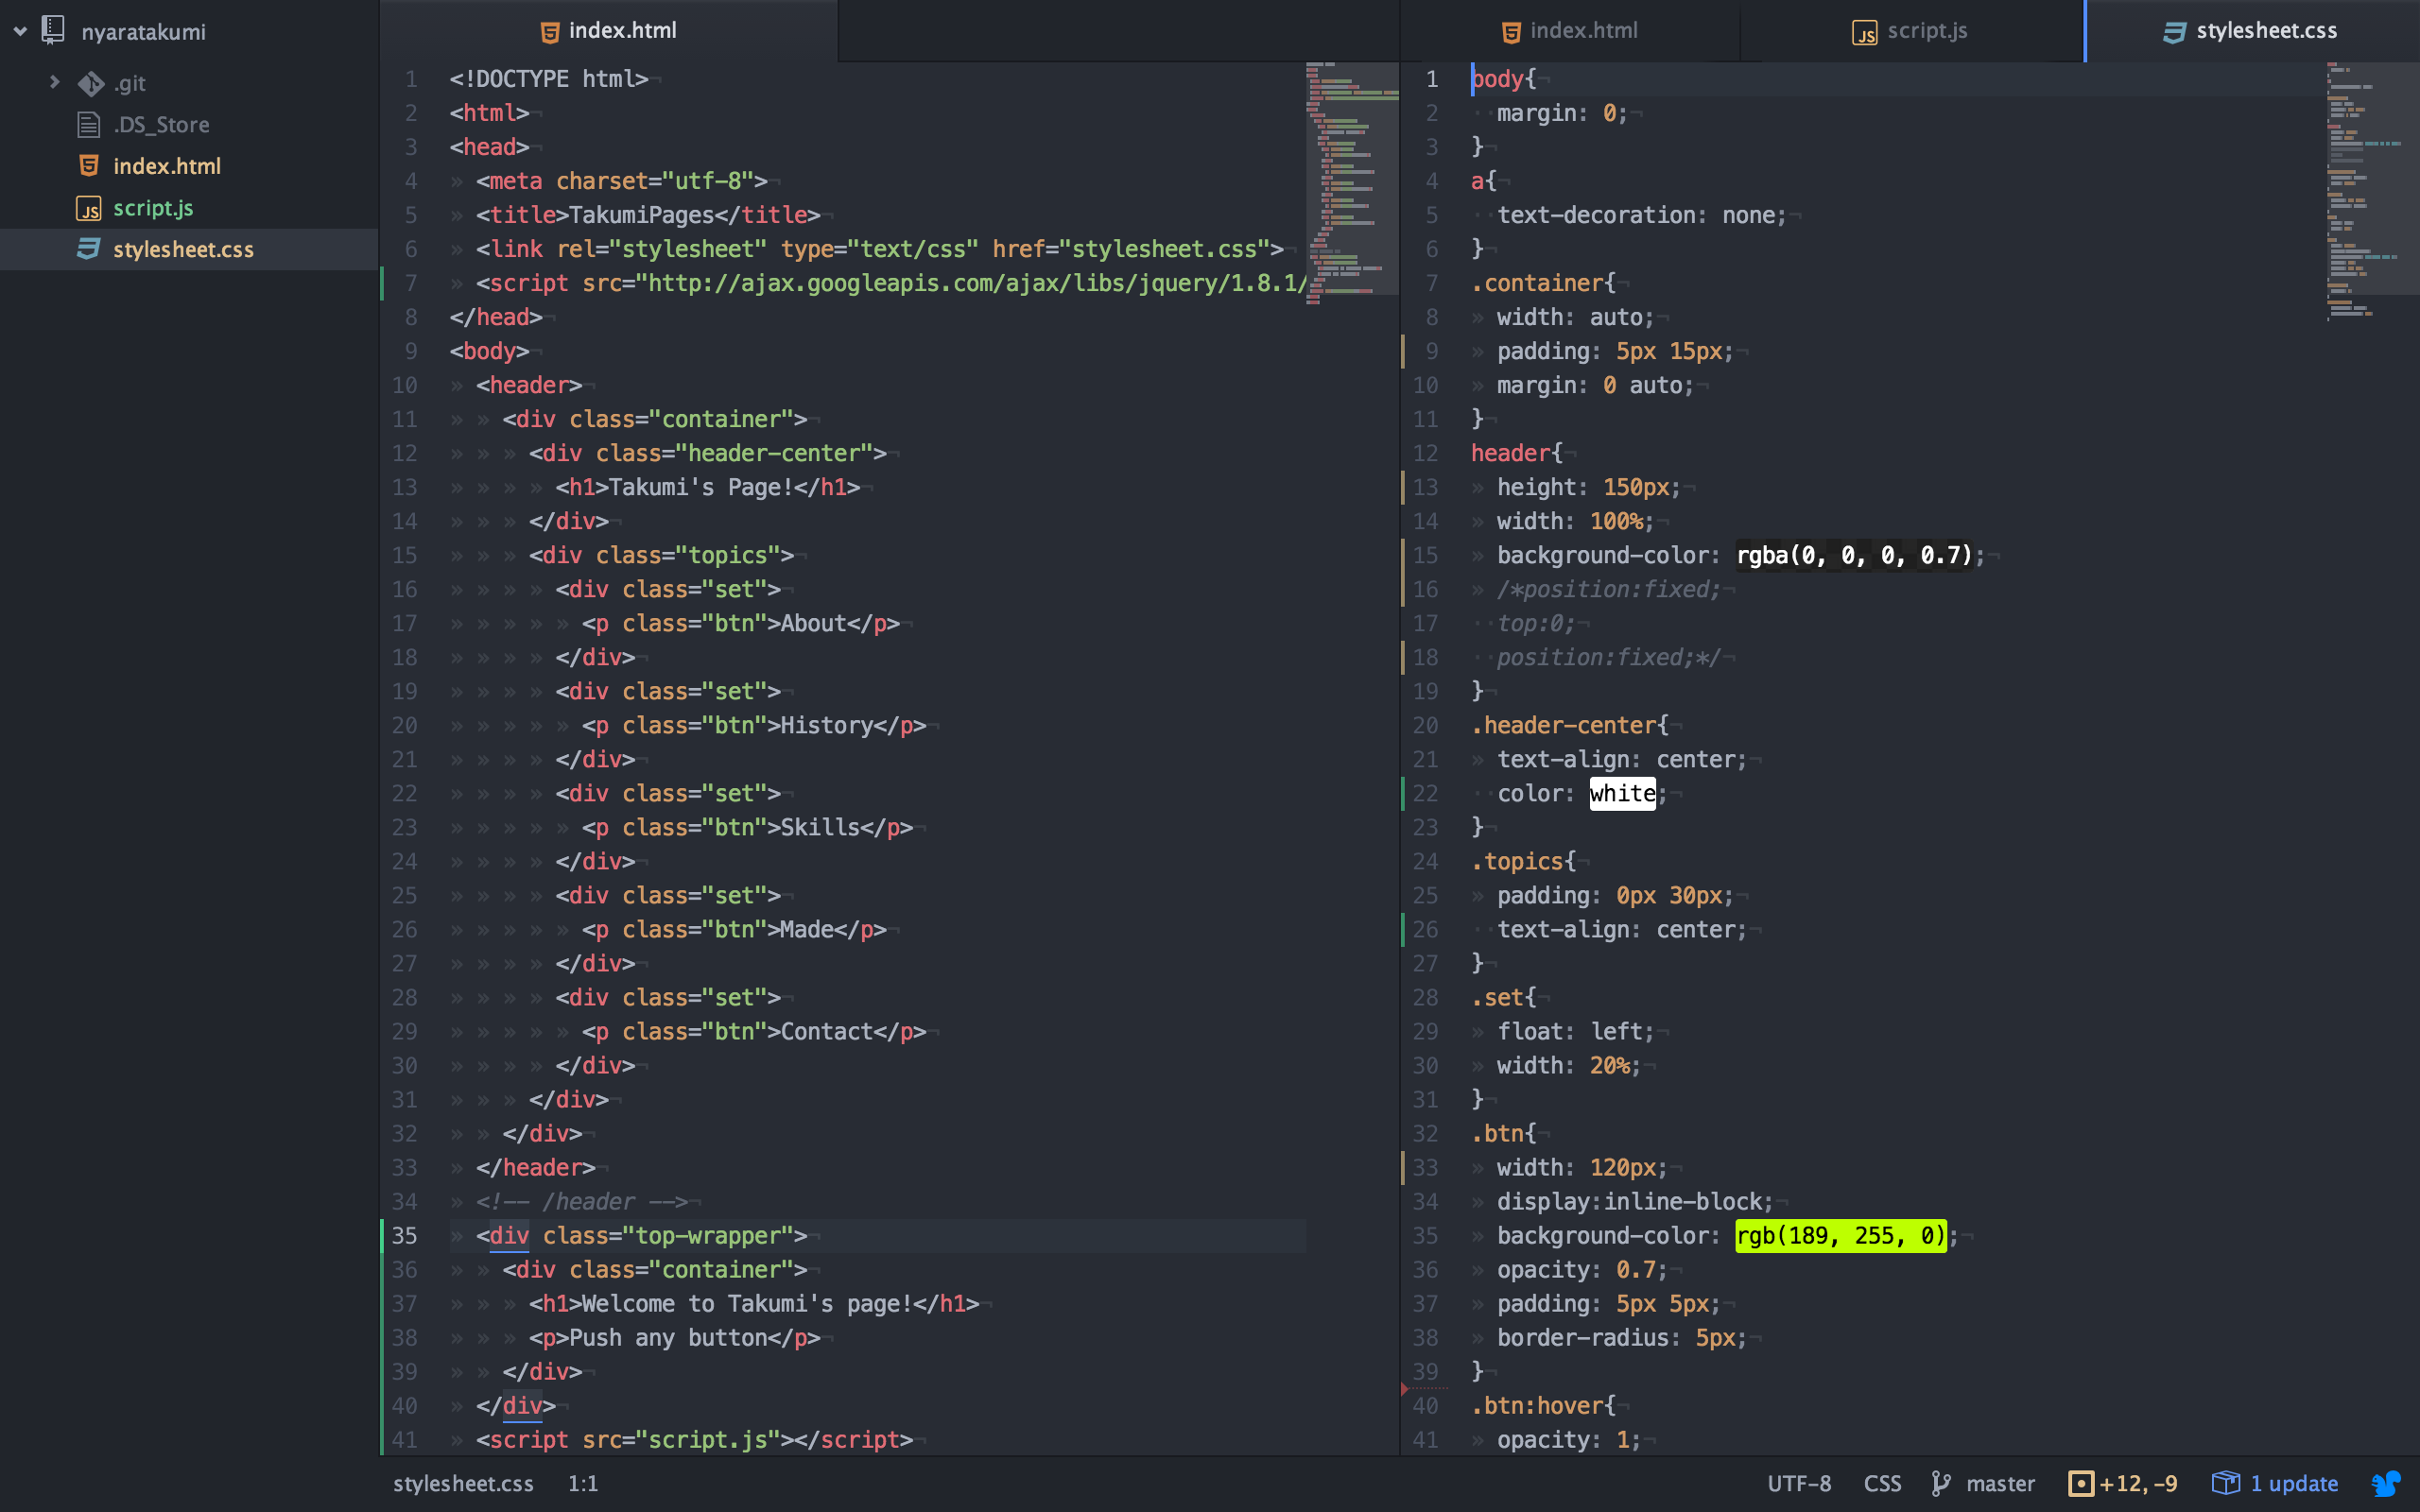 nyaratakumi
.git
.DS_Store
index.html
script.js
stylesheet.css
index.html
1 <!DOCTYPE html>
2 <html>
3 <head>
4 <meta charset="utf-8">
5 <title>TakumiPages</title>
6 <link rel="stylesheet" type="text/css" href="stylesheet.css">
7 <script src="http://ajax.googleapis.com/ajax/libs/jquery/1.8.1/
8 </head>
9 <body>
10 <header>
11 <div class="container">
12 <div class="header-center">
13 <h1>Takumi's Page!</h1>
14 </div>
15 <div class="topics">
16 <div class="set">
17 <p class="btn">About</p>
18 </div>
19 <div class="set">
20 <p class="btn">History</p>
21 </div>
22 <div class="set">
23 <p class="btn">Skills</p>
24 </div>
25 <div class="set">
26 <p class="btn">Made</p>
27 </div>
28 <div class="set">
29 <p class="btn">Contact</p>
30 </div>
31 </div>
32 </div>
33 </header>
34 <!-- /header -->
35 <div class="top-wrapper">
36 <div class="container">
37 <h1>Welcome to Takumi's page!</h1>
38 <p>Push any button</p>
39 </div>
40 </div>
41 <script src="script.js"></script>
index.html
script.js
stylesheet.css
1 body{
2 margin: 0;
3 }
4 a{
5 text-decoration: none;
6 }
7 .container{
8 width: auto;
9 padding: 5px 15px;
10 margin: 0 auto;
11 }
12 header{
13 height: 150px;
14 width: 100%;
15 background-color: rgba(0, 0, 0, 0.7);
16 /*position:fixed;
17 top:0;
18 position:fixed;*/
19 }
20 .header-center{
21 text-align: center;
22 color: white;
23 }
24 .topics{
25 padding: 0px 30px;
26 text-align: center;
27 }
28 .set{
29 float: left;
30 width: 20%;
31 }
32 .btn{
33 width: 120px;
34 display:inline-block;
35 background-color: rgb(189, 255, 0);
36 opacity: 0.7;
37 padding: 5px 5px;
38 border-radius: 5px;
39 }
40 .btn:hover{
41 opacity: 1;
stylesheet.css 1:1
UTF-8 CSS master +12, -9 1 update